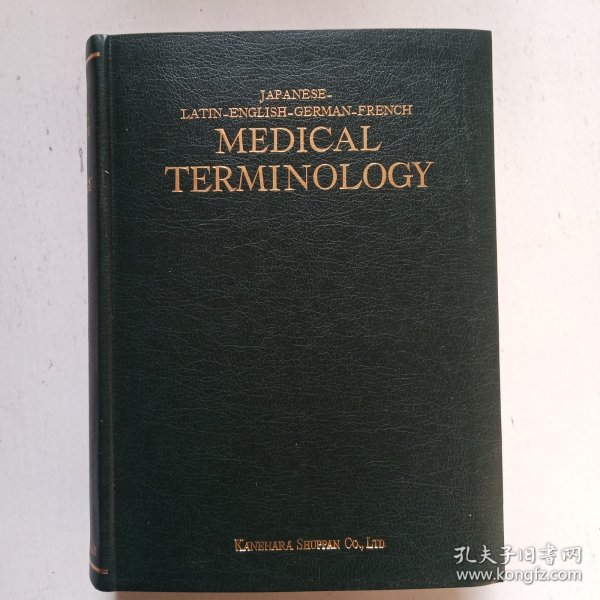 JAPANESE-
LATIN-ENGLISH-GERMAN-FRENCH
MEDICAL
TERMINOLOGY
KANEHARA SHUPPAN CO., LTD
孔夫子旧书网
www.kongfz.com